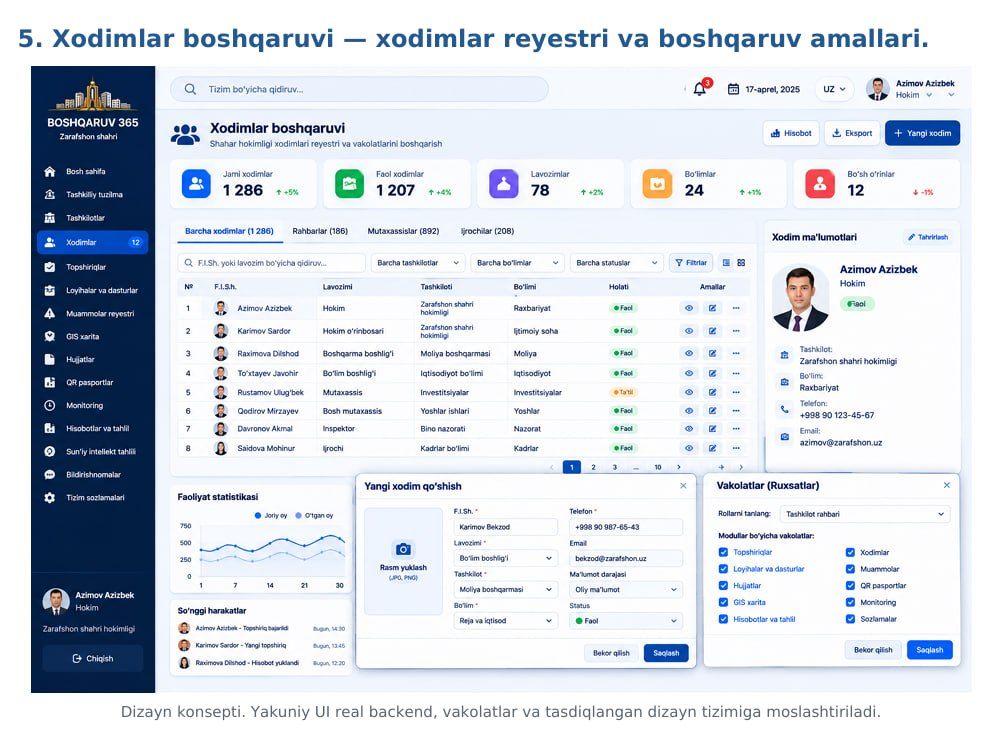 5. Xodimlar boshqaruvi — xodimlar reyestri va boshqaruv amallari.
BOSHQARUV 365
Zarafshon shahri
Bosh sahifa
Tashkiliy tuzilma
Tashkilotlar
Xodimlar 12
Topshiriqlar
Loyihalar va dasturlar
Muammolar reyestri
GIS xarita
Hujjatlar
QR pasportlar
Monitoring
Hisobotlar va tahlil
Sun'iy intellekt tahlili
Bildirishnomalar
Tizim sozlamalari
Azimov Azizbek
Hokim
Zarafshon shahri hokimligi
Chiqish
Tizim bo'yicha qidiruv...
3
17-aprel, 2025
UZ
Azimov Azizbek
Hokim
Xodimlar boshqaruvi
Shahar hokimligi xodimlari reyestri va vakolatlarini boshqarish
Hisobot
Eksport
+ Yangi xodim
Jami xodimlar
1 286 ↑ +5%
Faol xodimlar
1 207 ↑ +4%
Lavozimlar
78 ↑ +2%
Bo'limlar
24 ↑ +1%
Bo'sh o'rinlar
12 ↓ -1%
Barcha xodimlar (1 286) Rahbarlar (186) Mutaxassislar (892) Ijrochilar (208)
F.I.Sh. yoki lavozim bo'yicha qidiruv... Barcha tashkilotlar Barcha bo'limlar Barcha statuslar Filtrlar
№ F.I.Sh. Lavozimi Tashkiloti Bo'limi Holati Amallar
1 Azimov Azizbek Hokim Zarafshon shahri hokimligi Raxbariyat Faol
2 Karimov Sardor Hokim o'rinbosari Zarafshon shahri hokimligi Ijtimoiy soha Faol
3 Raximova Dilshod Boshqarma boshlig'i Moliya boshqarmasi Moliya Faol
4 To'xtayev Javohir Bo'lim boshlig'i Iqtisodiyot bo'limi Iqtisodiyot Faol
5 Rustamov Ulug'bek Mutaxassis Investitsiyalar Investitsiyalar Ta'til
6 Qodirov Mirzayev Bosh mutaxassis Yoshlar ishlari Yoshlar Faol
7 Davronov Akmal Inspektor Bino nazorati Nazorat Faol
8 Saidova Mohinur Ijrochi Kadrlar bo'limi Kadrlar Faol
‹ 1 2 3 ... 10 › → ›
Xodim ma'lumotlari
Tahrirlash
Azimov Azizbek
Hokim
Tashkilot:
Zarafshon shahri hokimligi
Bo'lim:
Raxbariyat
Telefon:
+998 90 123-45-67
Email:
azimov@zarafshon.uz
Faoliyat statistikasi
Joriy oy O'tgan oy
750
500
250
0
1 7 14 21 30
So'nggi harakatlar
Azimov Azizbek - Topshiriq bajarildi Bugun, 14:30
Karimov Sardor - Yangi topshiriq Bugun, 13:45
Raximova Dilshod - Hisobot yuklandi Bugun, 12:20
Yangi xodim qo'shish
Rasm yuklash
(JPG, PNG)
F.I.Sh. *
Karimov Bekzod
Lavozimi *
Bo'lim boshlig'i
Tashkilot *
Moliya boshqarmasi
Bo'lim *
Reja va iqtisod
Telefon *
+998 90 987-65-43
Email
bekzod@zarafshon.uz
Ma'lumot darajasi
Oliy ma'lumot
Status
Faol
Bekor qilish Saqlash
Vakolatlar (Ruxsatlar)
Rollarni tanlang: Tashkilot rahbari
Modullar bo'yicha vakolatlar:
Topshiriqlar Xodimlar
Loyihalar va dasturlar Muammolar
Hujjatlar QR pasportlar
GIS xarita Monitoring
Hisobotlar va tahlil Sozlamalar
Bekor qilish Saqlash
Dizayn konsepti. Yakuniy UI real backend, vakolatlar va tasdiqlangan dizayn tizimiga moslashtiriladi.